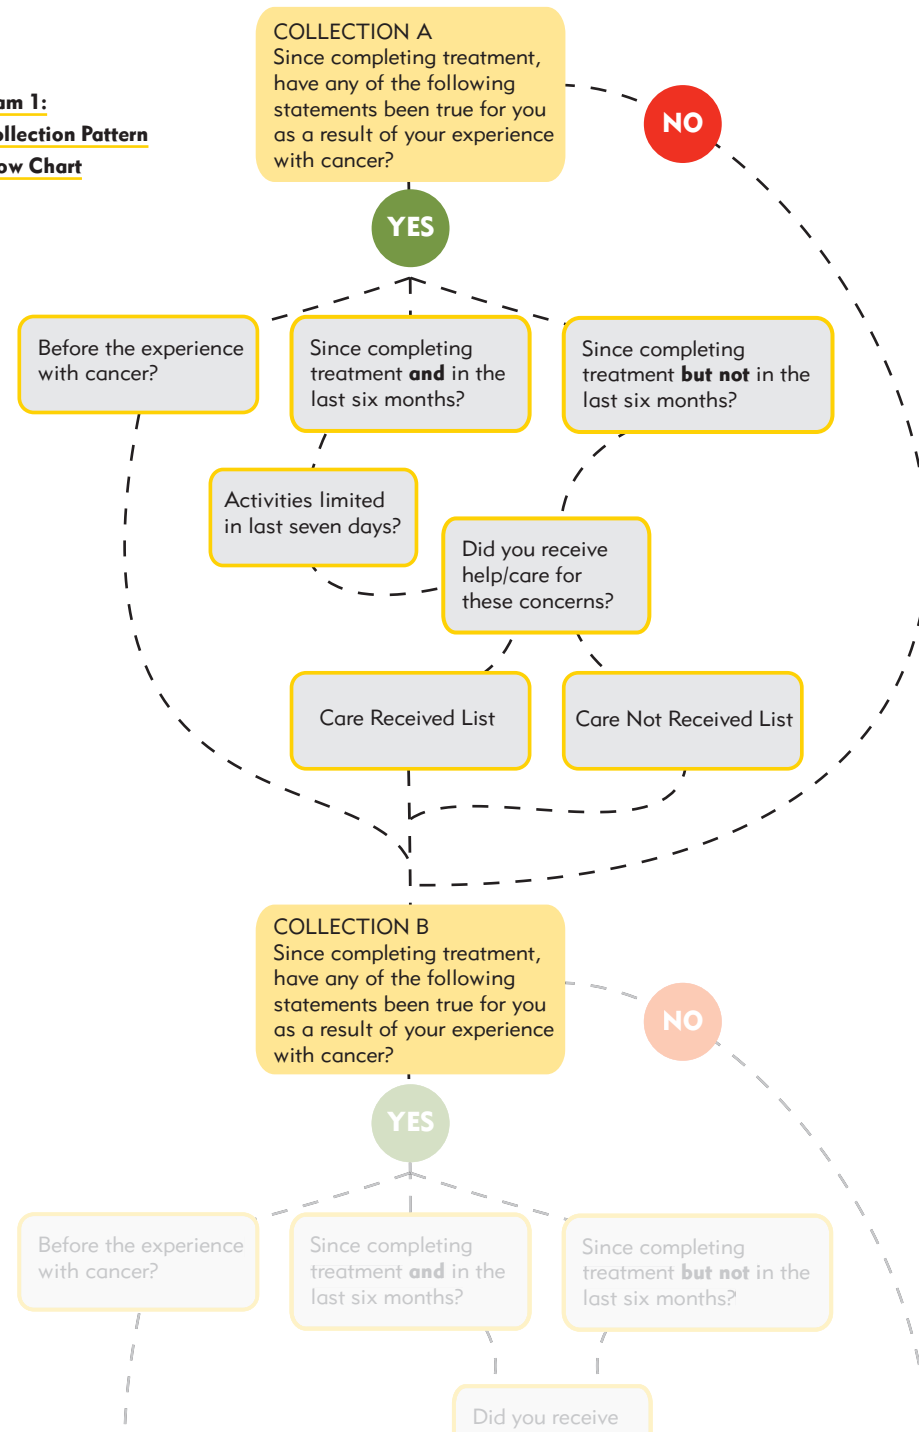 COLLECTION A
Since completing treatment,
have any of the following
statements been true for you
as a result of your experience
with cancer?
am 1:
ollection Pattern
ow Chart
NO
YES
Before the experience
with cancer?
Since completing
treatment and in the
last six months?
Since completing
treatment but not in the
last six months?
Activities limited
in last seven days?
Did you receive
help/care for
these concerns?
Care Received List
Care Not Received List
COLLECTION B
Since completing treatment,
have any of the following
statements been true for you
as a result of your experience
with cancer?
NO
YES
Before the experience
with cancer?
Since completing
treatment and in the
last six months?
Since completing
treatment but not in the
last six months?
Did you receive